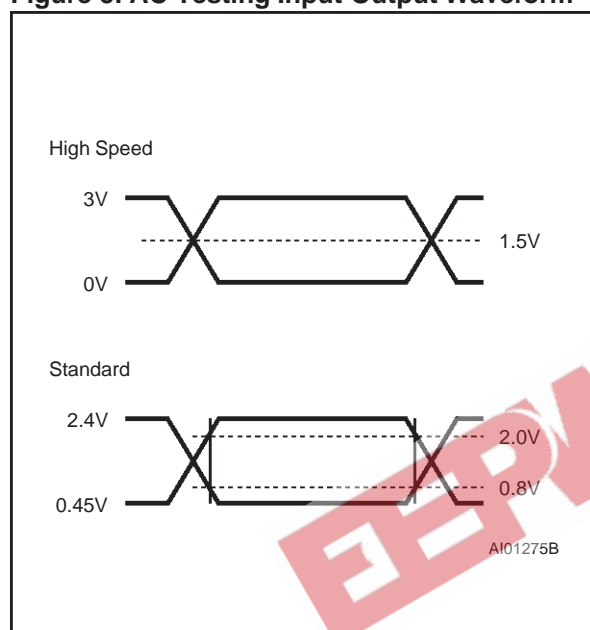 Figure 3. AC Testing Input Output Waveform
High Speed
3V
1.5V
0V
Standard
2.4V
2.0V
0.8V
0.45V
AI01275B